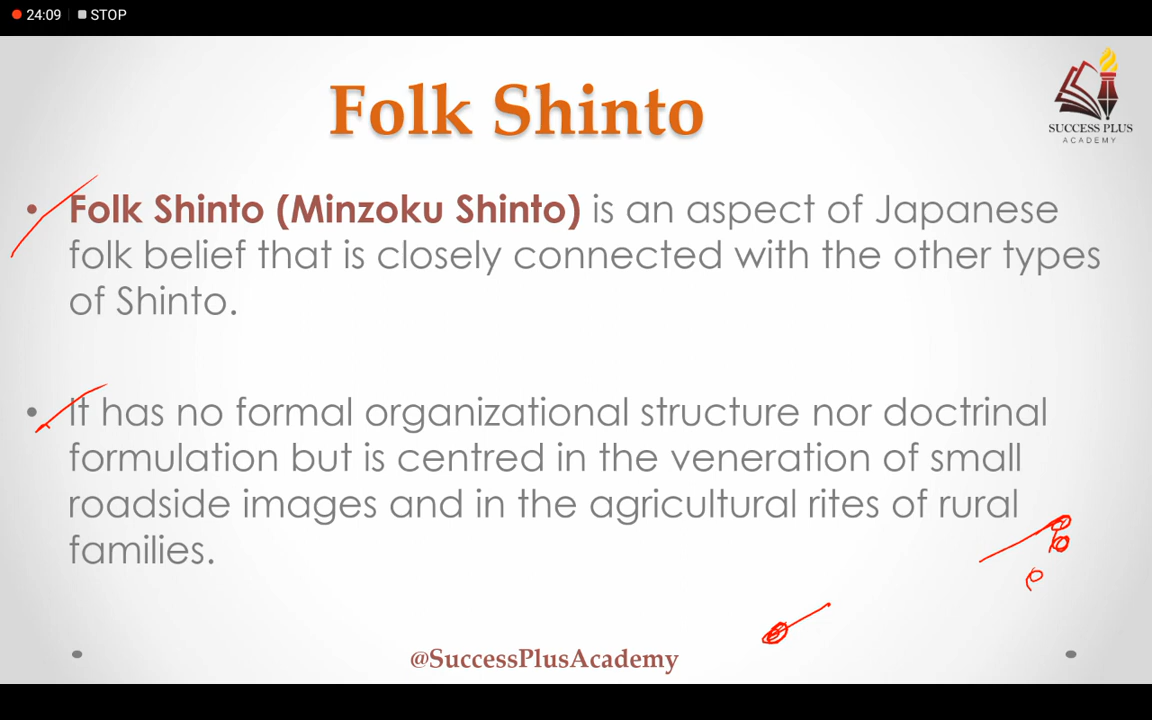 24:09 STOP
Folk Shinto
SUCCESS PLUS
ACADEMY
• Folk Shinto (Minzoku Shinto) is an aspect of Japanese
folk belief that is closely connected with the other types
of Shinto.
• It has no formal organizational structure nor doctrinal
formulation but is centred in the veneration of small
roadside images and in the agricultural rites of rural
families.
@SuccessPlusAcademy